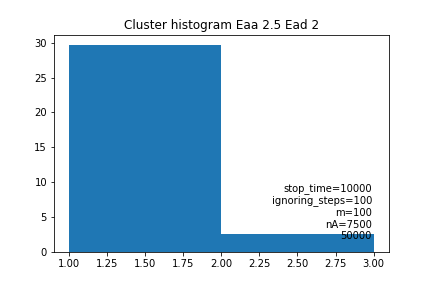 Cluster histogram Eaa 2.5 Ead 2
30
25
20
15
10
5
0
stop_time=10000
ignoring_steps=100
m=100
nA=7500
50000
1.00 1.25 1.50 1.75 2.00 2.25 2.50 2.75 3.00